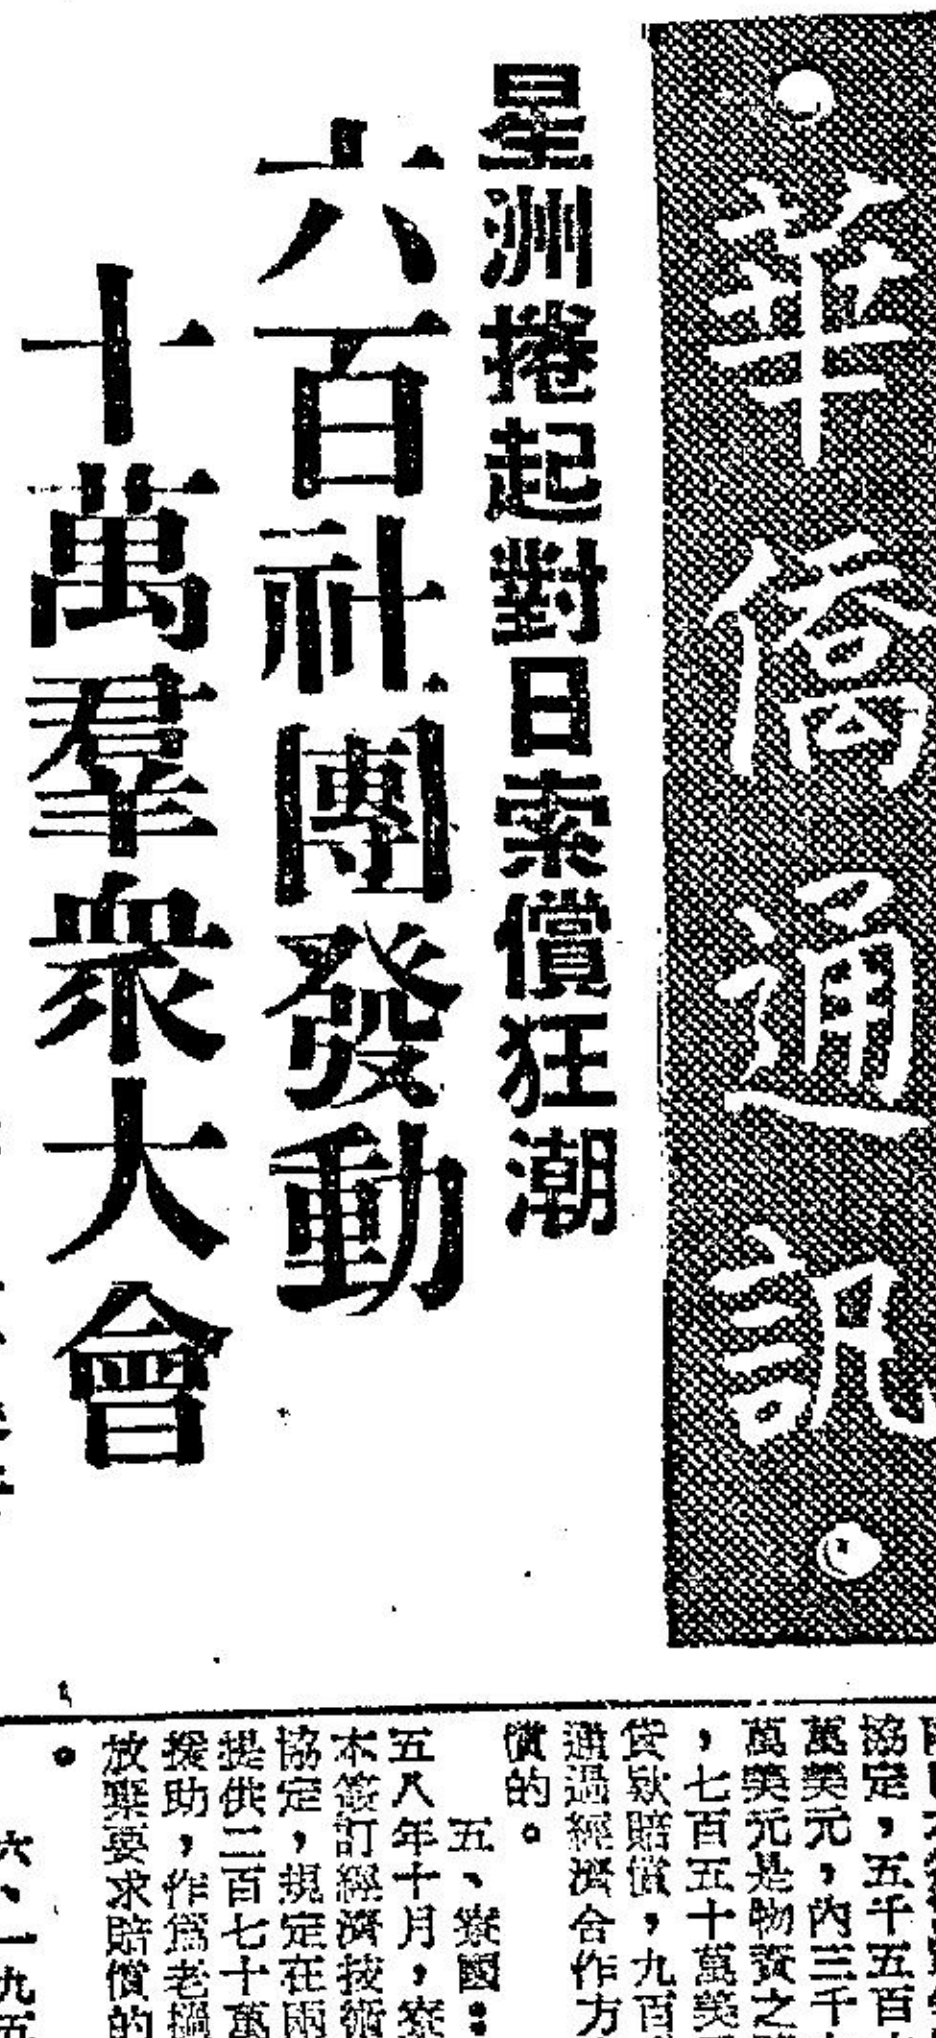 華僑通訊
星洲捲起對日索償狂潮
六百社團發動
十萬羣衆大會
協定，五千五百
萬美元，內三千
萬美元是物資之
，七百五十萬美
貸款賠償，九百
通過經濟合作方
償的。
五、寮國：
五八年十月，寮
本簽訂經濟技術
協定，規定在兩
提供二百七十萬
援助，作爲老撾
放棄要求賠償的
。
六、一九五